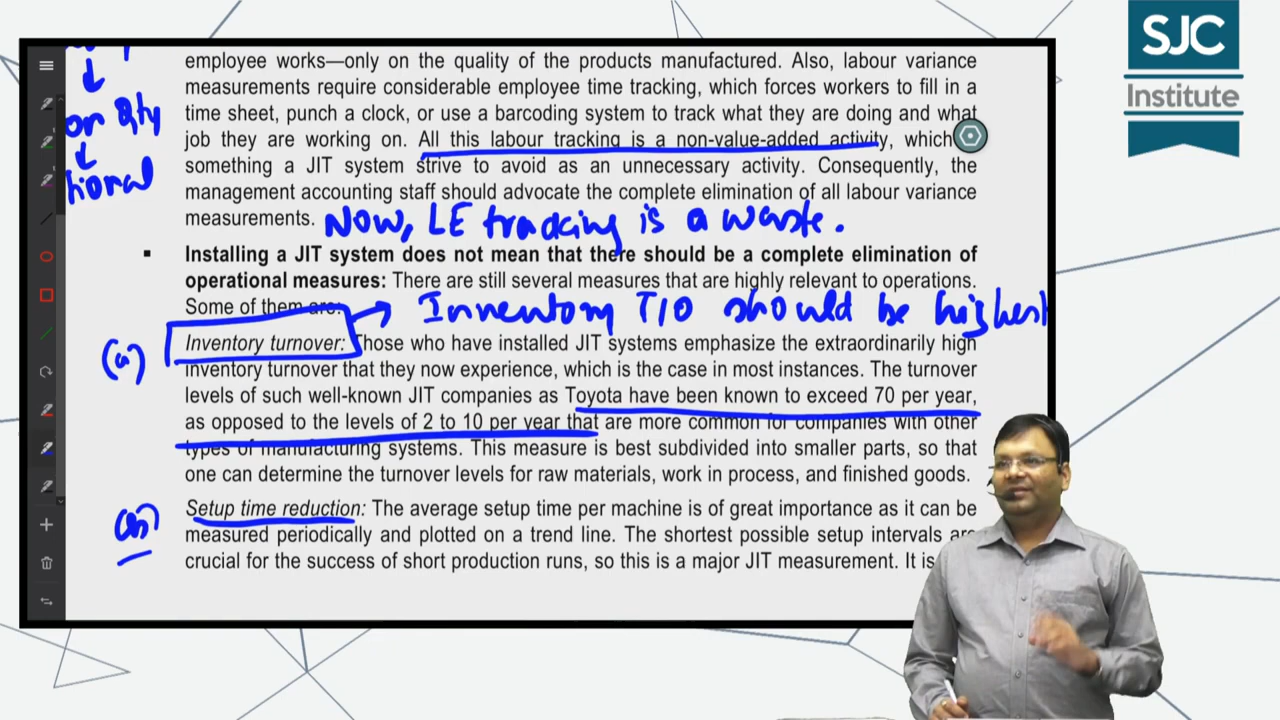 SJC
Institute
on Qty
tional
employee works—only on the quality of the products manufactured. Also, labour variance
measurements require considerable employee time tracking, which forces workers to fill in a
time sheet, punch a clock, or use a barcoding system to track what they are doing and what
job they are working on. All this labour tracking is a non-value-added activity, which
something a JIT system strive to avoid as an unnecessary activity. Consequently, the
management accounting staff should advocate the complete elimination of all labour variance
measurements. Now, LE tracking is a waste.
▪ Installing a JIT system does not mean that there should be a complete elimination of
operational measures: There are still several measures that are highly relevant to operations.
Some of them are:
→ Inventory T/O should be highest
(a) Inventory turnover: Those who have installed JIT systems emphasize the extraordinarily high
inventory turnover that they now experience, which is the case in most instances. The turnover
levels of such well-known JIT companies as Toyota have been known to exceed 70 per year,
as opposed to the levels of 2 to 10 per year that are more common for companies with other
types of manufacturing systems. This measure is best subdivided into smaller parts, so that
one can determine the turnover levels for raw materials, work in process, and finished goods.
(b) Setup time reduction: The average setup time per machine is of great importance as it can be
measured periodically and plotted on a trend line. The shortest possible setup intervals are
crucial for the success of short production runs, so this is a major JIT measurement. It is